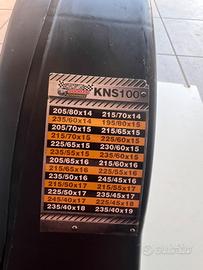 KNS100
205/80x14 215/70x14
235/60x14 195/80x15
205/70x15 215/65x15
215/70x15 225/60x15
225/65x15 230/60x15
235/55x15 235/60x15
205/65x16 215/60x16
215/65x16 225/55x16
235/50x16 245/45x16
215/50x17 215/55x17
225/50x17 235/45x17
215/45x18 225/45x18
235/40x18 235/40x19
subito